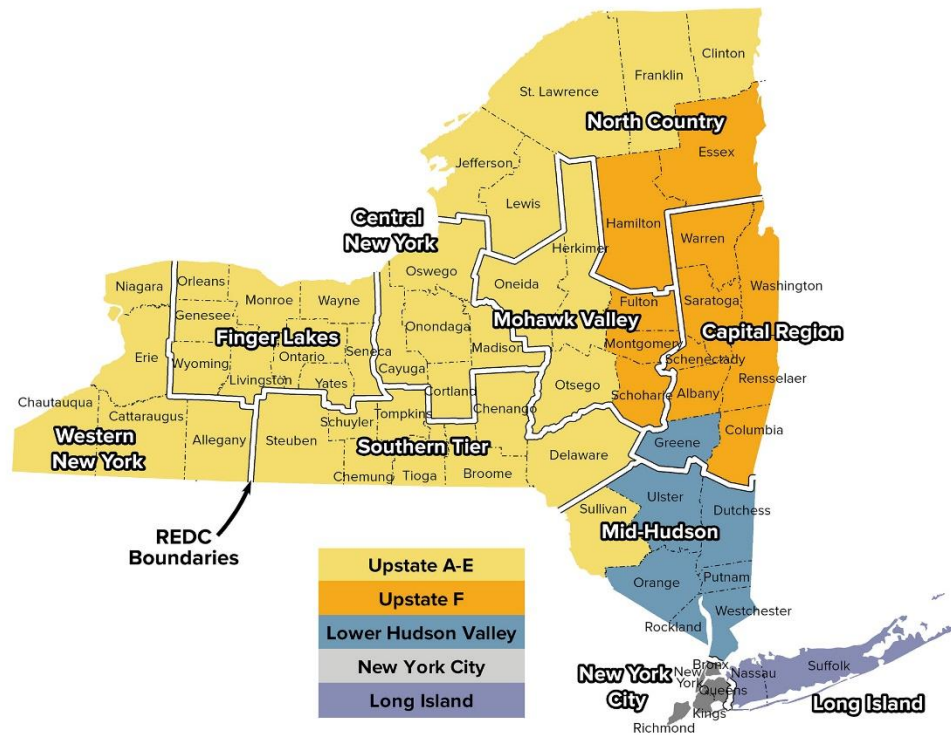 Clinton
Franklin
St. Lawrence
North Country
Essex
Jefferson
Lewis
Hamilton
Central
New York
Warren
Herkimer
Oswego
Niagara
Orleans
Oneida
Washington
Monroe
Wayne
Fulton
Saratoga
Genesee
Onondaga
Mohawk Valley
Capital Region
Finger Lakes
Montgomery
Madison
Seneca
Erie
Wyoming
Ontario
Schenectady
Cayuga
Livingston
Yates
Otsego
Rensselaer
Cortland
Schoharie
Albany
Chautauqua
Cattaraugus
Tompkins
Chenango
Schuyler
Columbia
Western
New York
Allegany
Steuben
Southern Tier
Greene
Delaware
Chemung
Tioga
Broome
Ulster
Sullivan
Dutchess
REDC
Boundaries
Mid-Hudson
Upstate A-E
Orange
Putnam
Upstate F
Westchester
Lower Hudson Valley
Rockland
New York City
Bronx
New York
City
New
York
Nassau
Suffolk
Queens
Long Island
Kings
Long Island
Richmond